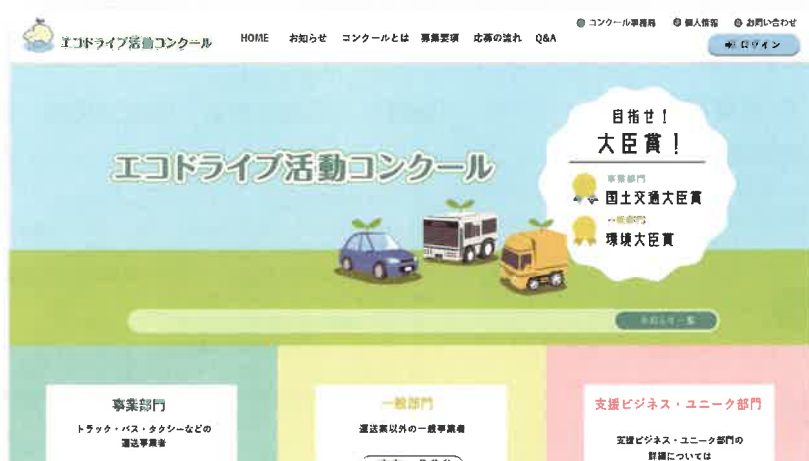 コンクール事務局 個人情報 お問い合わせ
エコドライブ活動コンクール HOME お知らせ コンクールとは 募集要項 応募の流れ Q&A
ログイン
目指せ！
大臣賞！
エコドライブ活動コンクール
事業部門
国土交通大臣賞
一般部門
環境大臣賞
お知らせ一覧
事業部門
トラック・バス・タクシーなどの
運送事業者
一般部門
運送業以外の一般事業者
支援ビジネス・ユニーク部門
支援ビジネス・ユニーク部門の
詳細については